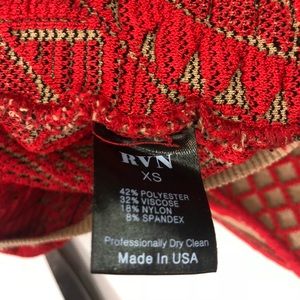 RVN
XS
42% POLYESTER
32% VISCOSE
18% NYLON
8% SPANDEX
Professionally Dry Clean
Made In USA